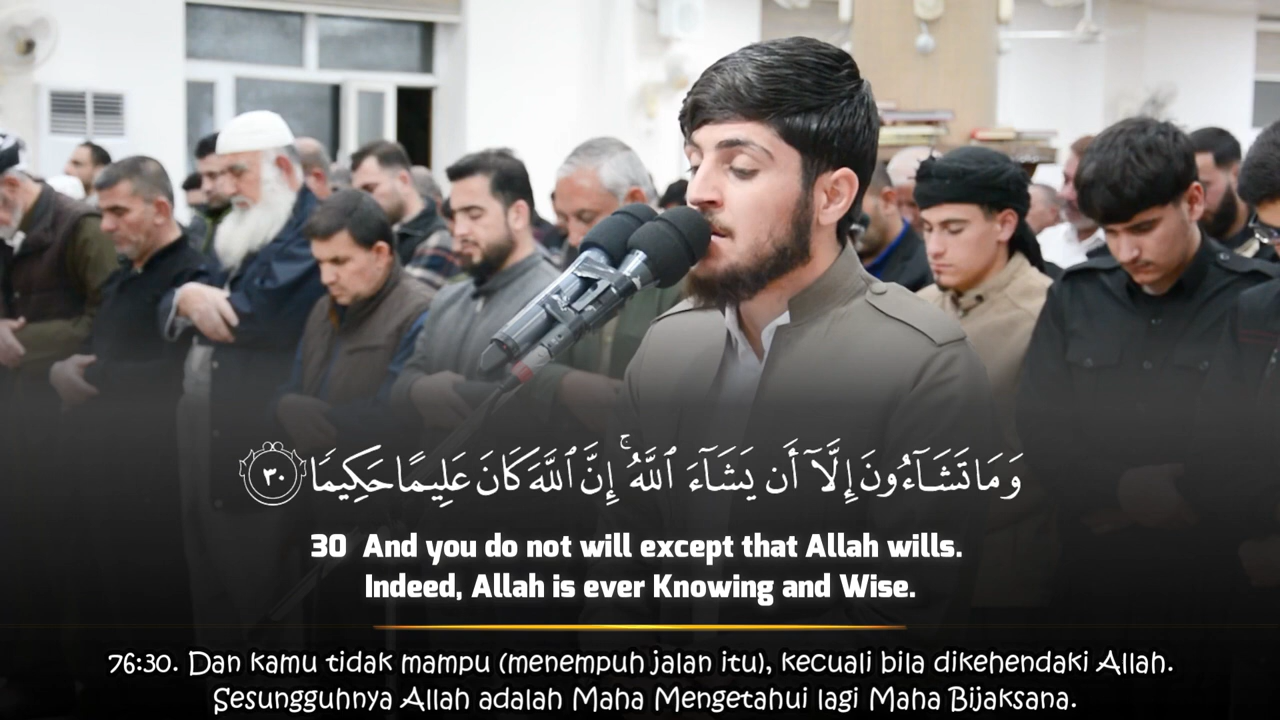 وَمَا تَشَآءُونَ إِلَّآ أَن يَشَآءَ ٱللَّهُ ۚ إِنَّ ٱللَّهَ كَانَ عَلِيمًا حَكِيمًا ٣٠
30 And you do not will except that Allah wills.
Indeed, Allah is ever Knowing and Wise.
76:30. Dan kamu tidak mampu (menempuh jalan itu), kecuali bila dikehendaki Allah.
Sesungguhnya Allah adalah Maha Mengetahui lagi Maha Bijaksana.